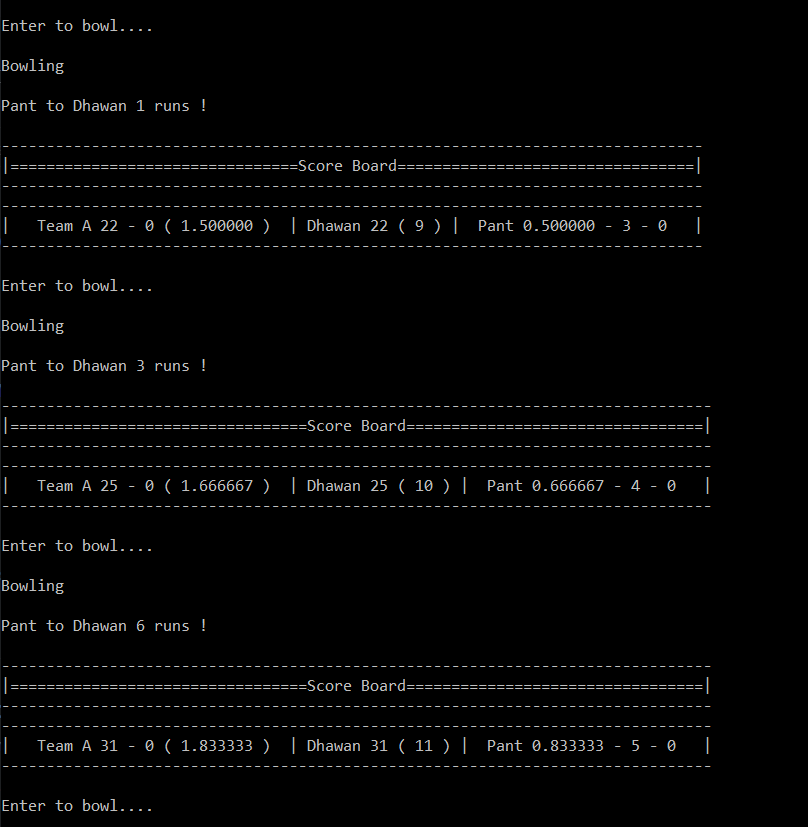 Enter to bowl....
Bowling
Pant to Dhawan 1 runs !
------------------------------------------------------------------------------
|================================Score Board=================================|
------------------------------------------------------------------------------
------------------------------------------------------------------------------
|   Team A 22 - 0 ( 1.500000 )  | Dhawan 22 ( 9 ) |  Pant 0.500000 - 3 - 0   |
------------------------------------------------------------------------------
Enter to bowl....
Bowling
Pant to Dhawan 3 runs !
-------------------------------------------------------------------------------
|=================================Score Board=================================|
-------------------------------------------------------------------------------
-------------------------------------------------------------------------------
|   Team A 25 - 0 ( 1.666667 )  | Dhawan 25 ( 10 ) |  Pant 0.666667 - 4 - 0   |
-------------------------------------------------------------------------------
Enter to bowl....
Bowling
Pant to Dhawan 6 runs !
-------------------------------------------------------------------------------
|=================================Score Board=================================|
-------------------------------------------------------------------------------
-------------------------------------------------------------------------------
|   Team A 31 - 0 ( 1.833333 )  | Dhawan 31 ( 11 ) |  Pant 0.833333 - 5 - 0   |
-------------------------------------------------------------------------------
Enter to bowl....